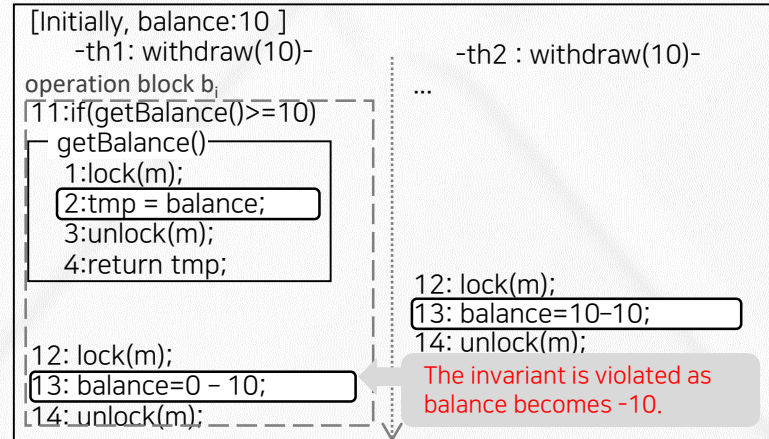 [Initially, balance:10 ]
-th1: withdraw(10)-
-th2 : withdraw(10)-
operation block bi
...
11:if(getBalance()>=10)
getBalance()
1:lock(m);
2:tmp = balance;
3:unlock(m);
4:return tmp;
12: lock(m);
13: balance=10–10;
14: unlock(m);
12: lock(m);
13: balance=0 – 10;
14: unlock(m);
The invariant is violated as
balance becomes -10.